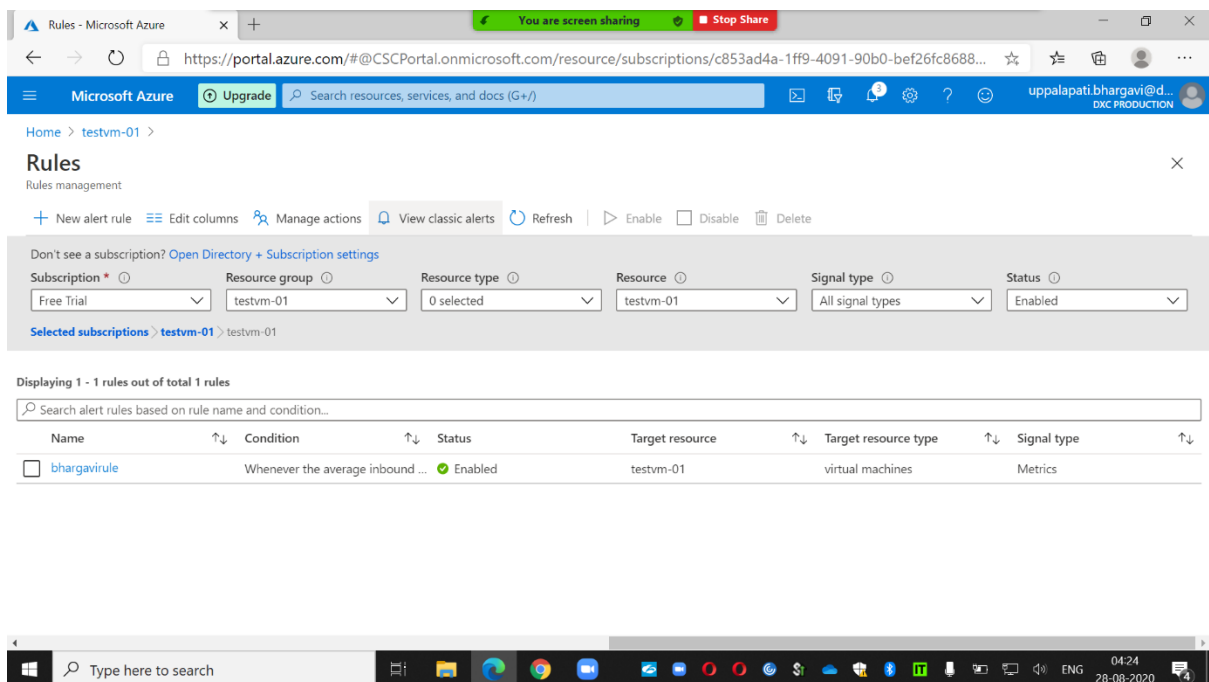 Rules - Microsoft Azure
You are screen sharing Stop Share
https://portal.azure.com/#@CSCPortal.onmicrosoft.com/resource/subscriptions/c853ad4a-1ff9-4091-90b0-bef26fc8688...
Microsoft Azure Upgrade Search resources, services, and docs (G+/) 3 uppalapati.bhargavi@d...
DXC PRODUCTION
Home > testvm-01 >
Rules
Rules management
New alert rule Edit columns Manage actions View classic alerts Refresh Enable Disable Delete
Don't see a subscription? Open Directory + Subscription settings
Subscription * Resource group Resource type Resource Signal type Status
Free Trial testvm-01 0 selected testvm-01 All signal types Enabled
Selected subscriptions > testvm-01 > testvm-01
Displaying 1 - 1 rules out of total 1 rules
Search alert rules based on rule name and condition...
Name Condition Status Target resource Target resource type Signal type
bhargavirule Whenever the average inbound ... Enabled testvm-01 virtual machines Metrics
Type here to search ENG 04:24
28-08-2020 4